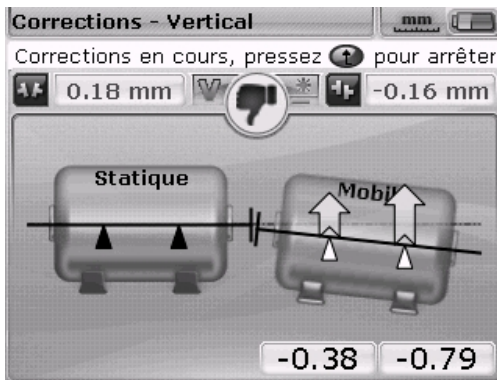 Corrections - Vertical mm
Corrections en cours, pressez pour arrêter
0.18 mm V -0.16 mm
Statique
-0.38 -0.79